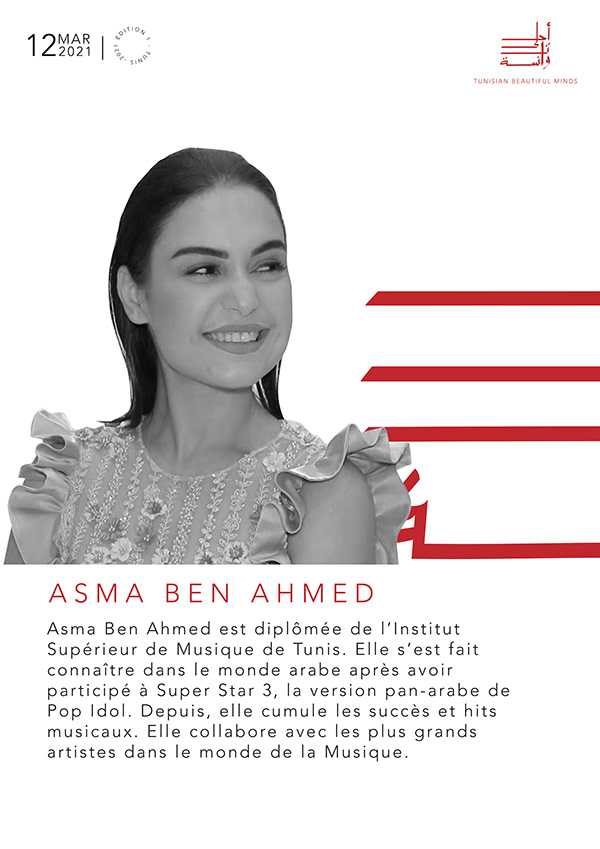 12 MAR
2021
EDITION 1 - TUNIS -2021
TUNISIAN BEAUTIFUL MINDS
ASMA BEN AHMED
Asma Ben Ahmed est diplômée de l’Institut
Supérieur de Musique de Tunis. Elle s’est fait
connaître dans le monde arabe après avoir
participé à Super Star 3, la version pan-arabe de
Pop Idol. Depuis, elle cumule les succès et hits
musicaux. Elle collabore avec les plus grands
artistes dans le monde de la Musique.